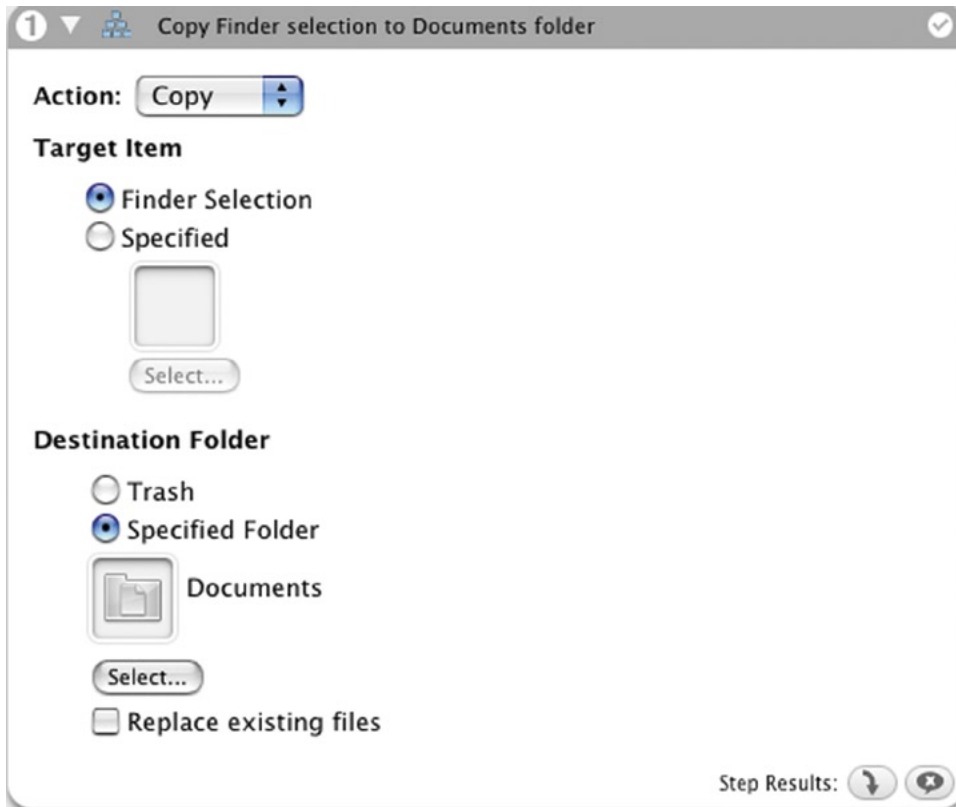 1 Copy Finder selection to Documents folder
Action: Copy
Target Item
Finder Selection
Specified
Select...
Destination Folder
Trash
Specified Folder
Documents
Select...
Replace existing files
Step Results: